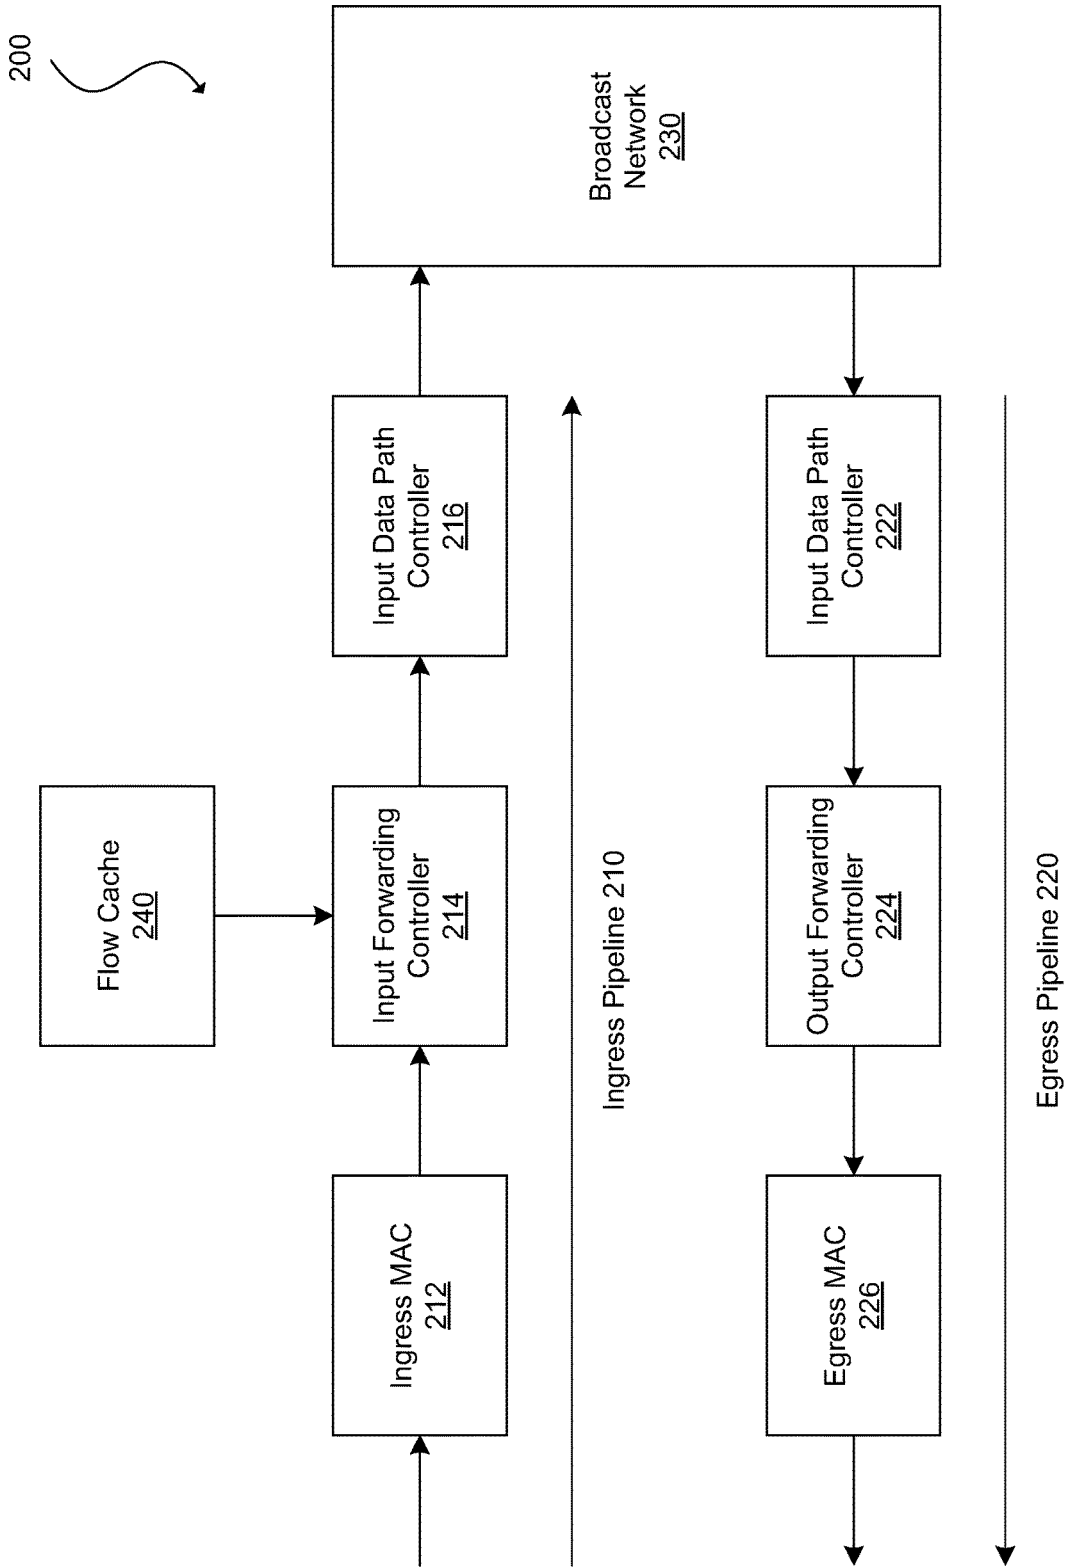 200
Flow Cache
240
Ingress MAC
212
Input Forwarding
Controller
214
Input Data Path
Controller
216
Broadcast
Network
230
Ingress Pipeline 210
Egress MAC
226
Output Forwarding
Controller
224
Input Data Path
Controller
222
Egress Pipeline 220